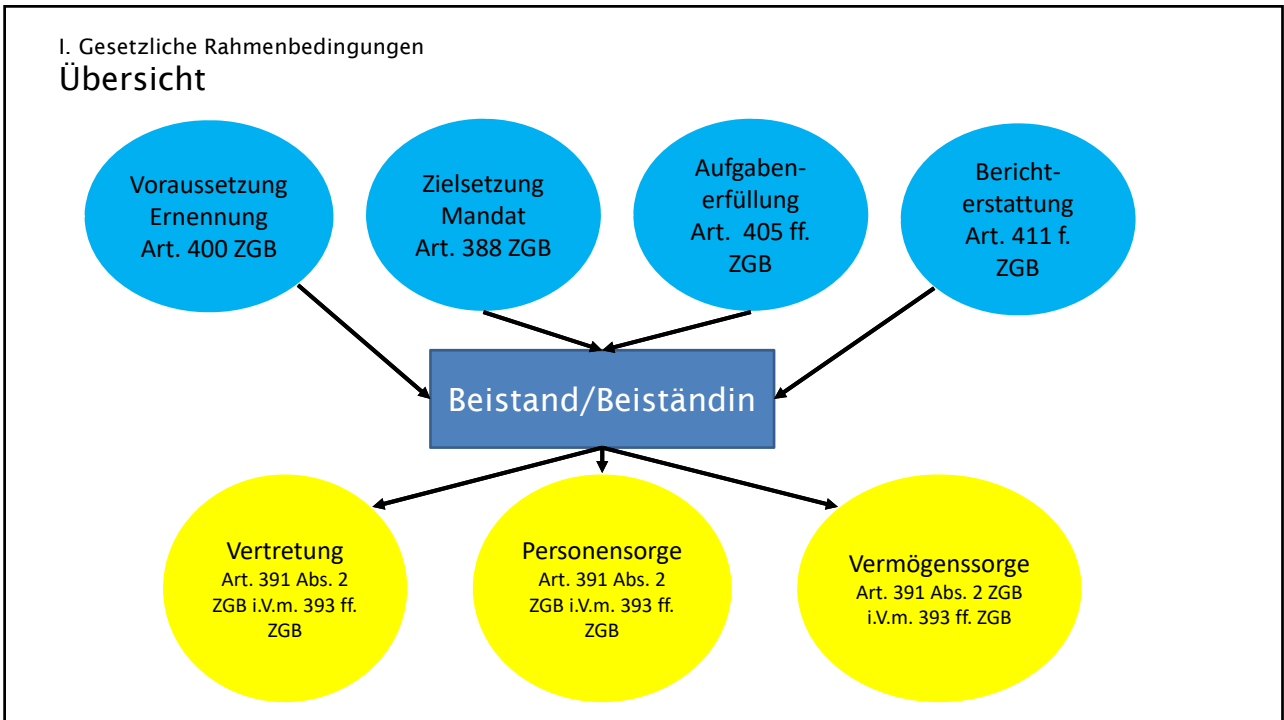 I. Gesetzliche Rahmenbedingungen
Übersicht
Voraussetzung
Ernennung
Art. 400 ZGB
Zielsetzung
Mandat
Art. 388 ZGB
Aufgaben-
erfüllung
Art. 405 ff.
ZGB
Bericht-
erstattung
Art. 411 f.
ZGB
Beistand/Beiständin
Vertretung
Art. 391 Abs. 2
ZGB i.V.m. 393 ff.
ZGB
Personensorge
Art. 391 Abs. 2
ZGB i.V.m. 393 ff.
ZGB
Vermögenssorge
Art. 391 Abs. 2 ZGB
i.V.m. 393 ff. ZGB